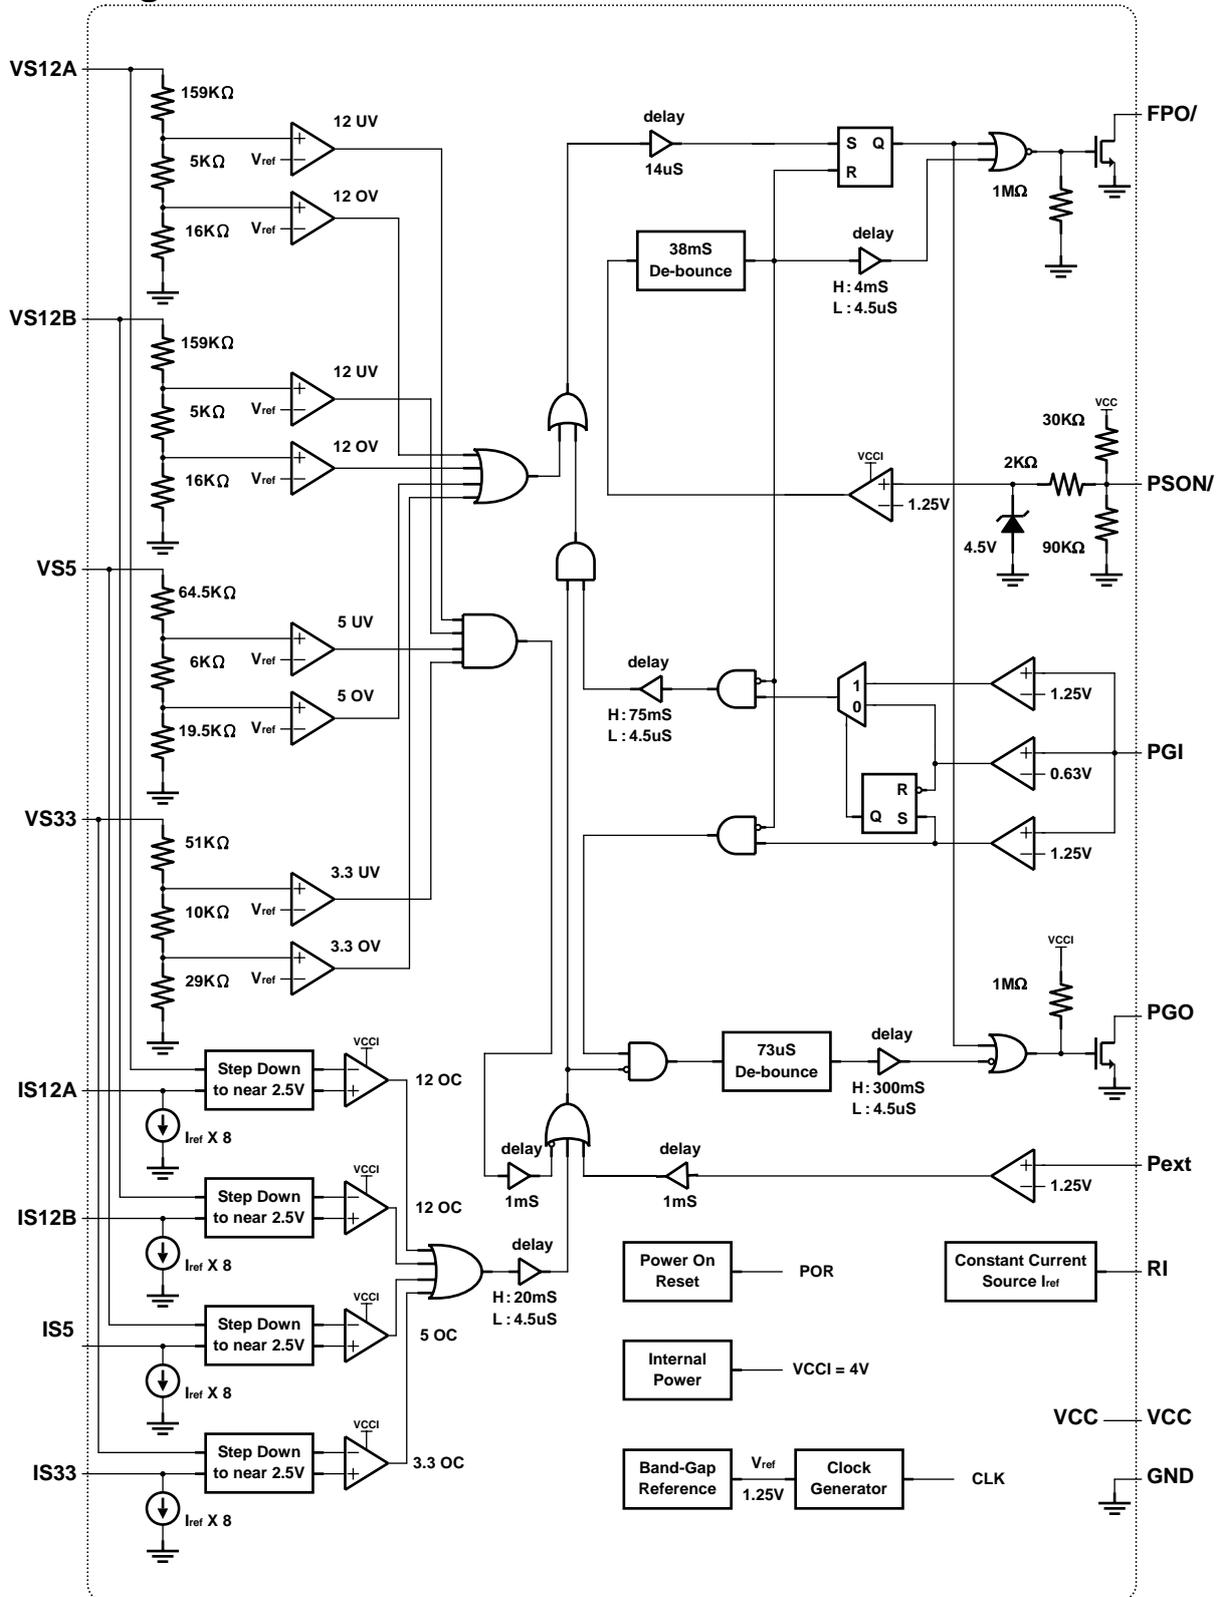 VS12A
159KΩ
12 UV
5KΩ
Vref
12 OV
16KΩ
Vref
VS12B
159KΩ
12 UV
5KΩ
Vref
12 OV
16KΩ
Vref
VS5
64.5KΩ
5 UV
6KΩ
Vref
5 OV
19.5KΩ
Vref
VS33
51KΩ
3.3 UV
10KΩ
Vref
3.3 OV
29KΩ
Vref
IS12A
Step Down
to near 2.5V
VCCI
12 OC
Iref X 8
IS12B
Step Down
to near 2.5V
VCCI
12 OC
Iref X 8
IS5
Step Down
to near 2.5V
VCCI
5 OC
Iref X 8
IS33
Step Down
to near 2.5V
VCCI
3.3 OC
Iref X 8
delay
H : 20mS
L : 4.5uS
delay
1mS
delay
1mS
delay
14uS
S Q
R
1MΩ
FPO/
38mS
De-bounce
delay
H : 4mS
L : 4.5uS
VCCI
1.25V
2KΩ
4.5V
VCC
30KΩ
90KΩ
PSON/
delay
H : 75mS
L : 4.5uS
1
0
R
Q S
1.25V
0.63V
1.25V
PGI
73uS
De-bounce
delay
H : 300mS
L : 4.5uS
VCCI
1MΩ
PGO
1.25V
Pext
Power On
Reset
POR
Constant Current
Source Iref
RI
Internal
Power
VCCI = 4V
VCC VCC
Band-Gap
Reference
Vref
1.25V
Clock
Generator
CLK
GND